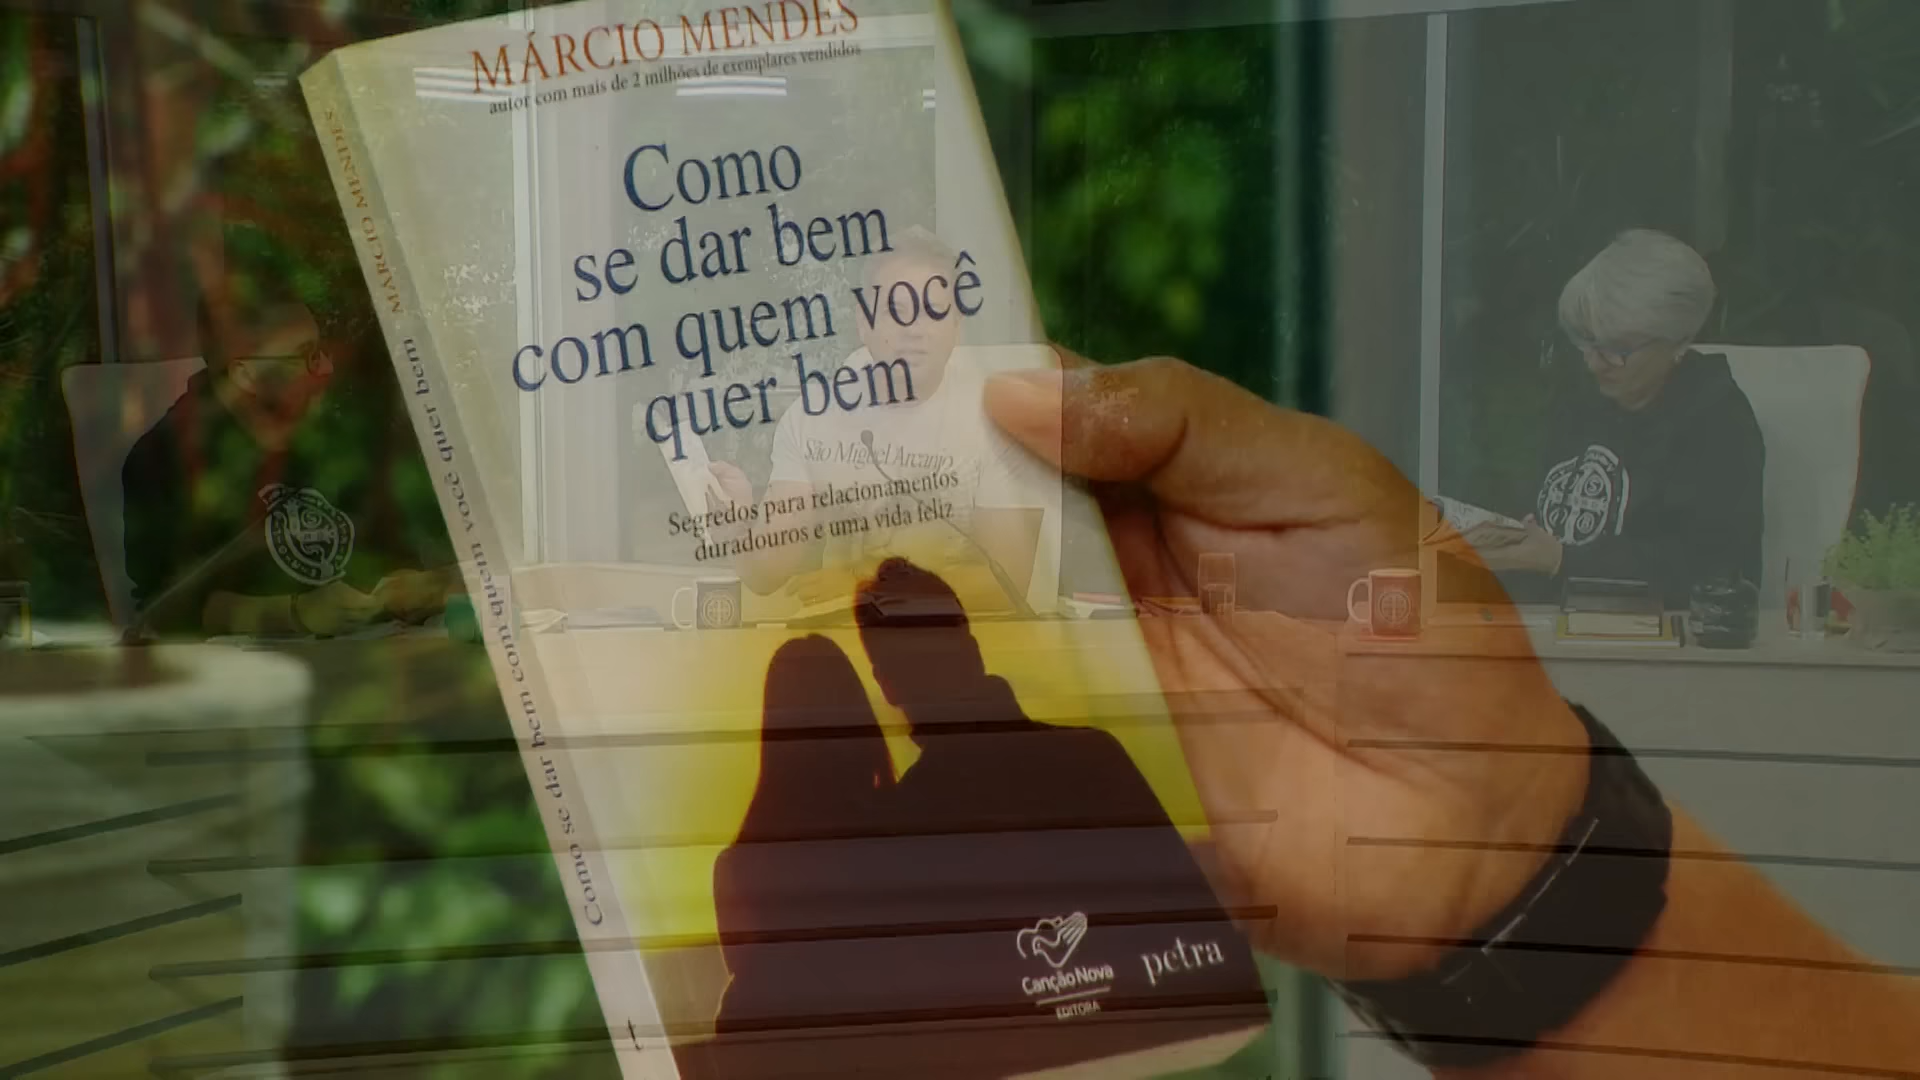 MÁRCIO MENDES
autor com mais de 2 milhões de exemplares vendidos
Como
se dar bem
com quem você
quer bem
São Miguel Arcanjo
Segredos para relacionamentos
duradouros e uma vida feliz
Canção Nova
EDITORA
petra
Como se dar bem com quem você quer bem - MÁRCIO MENDES
t